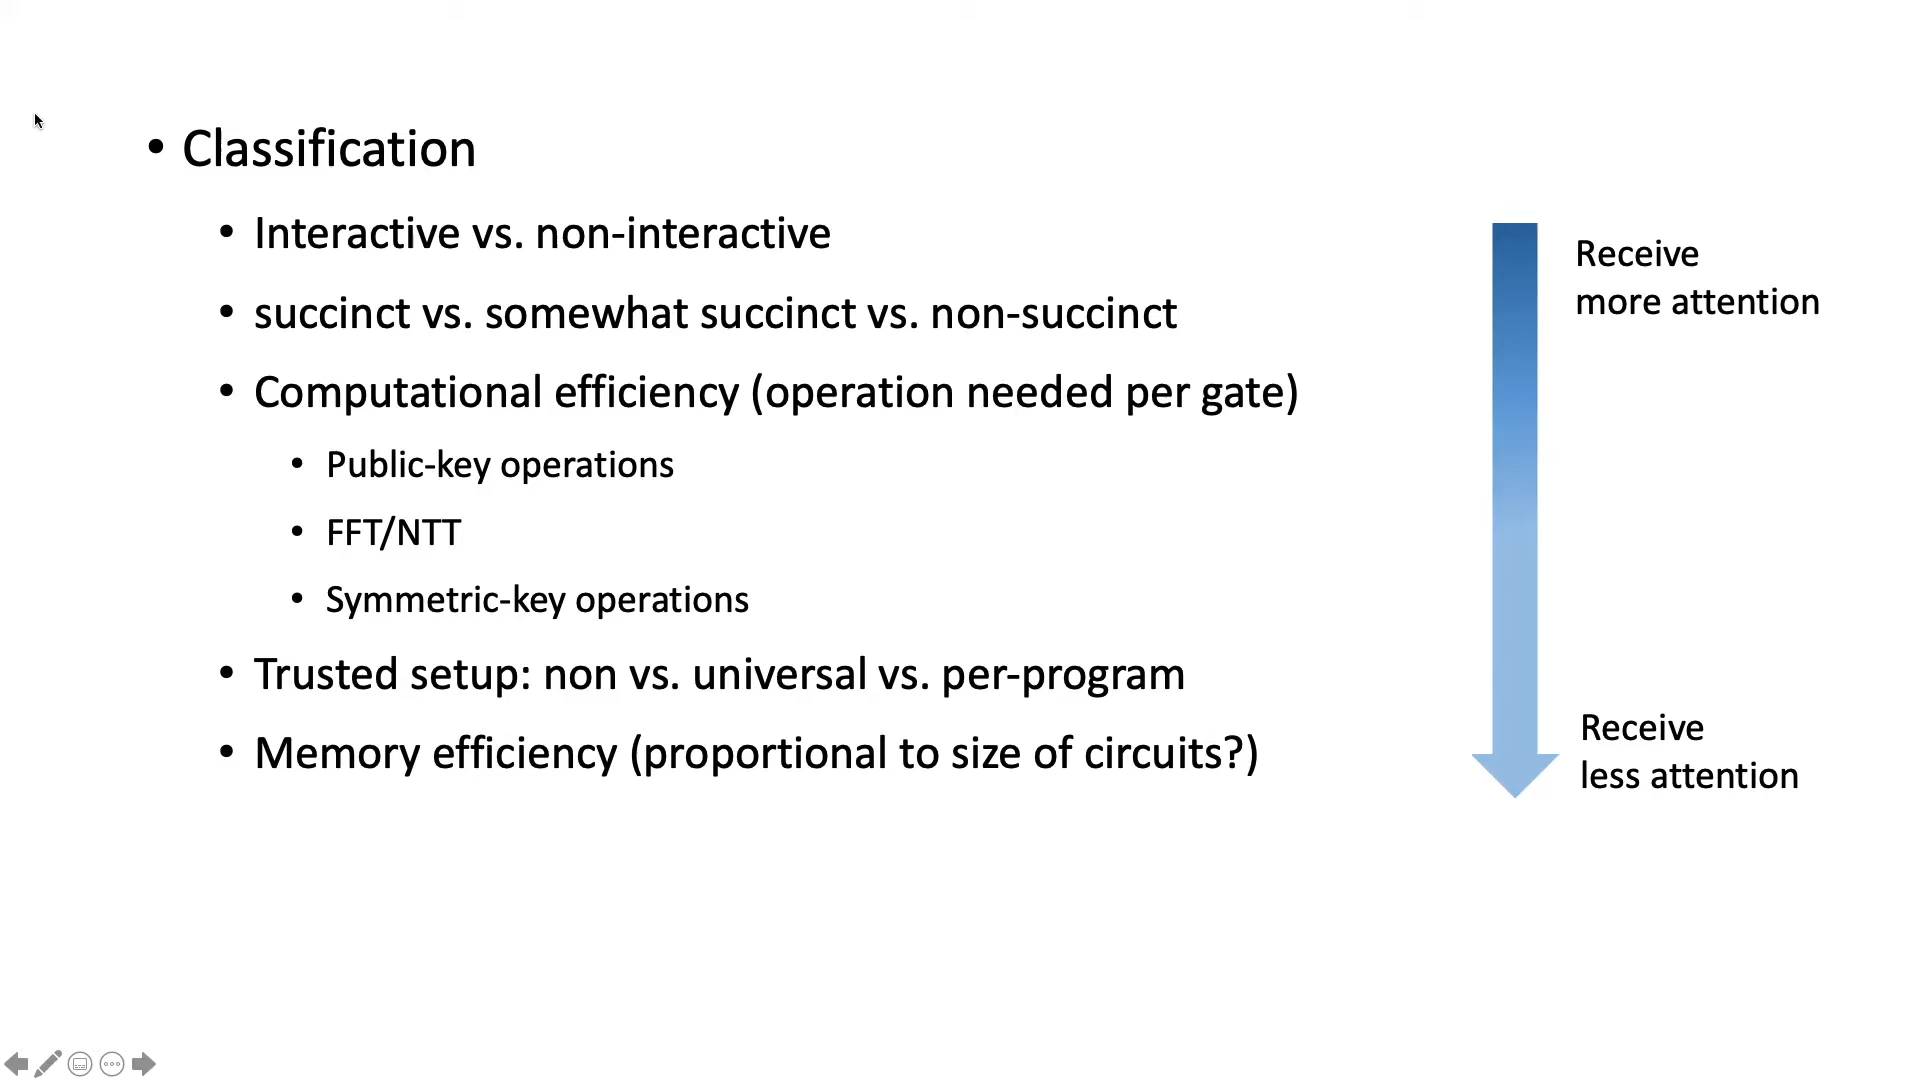 Classification
Interactive vs. non-interactive
succinct vs. somewhat succinct vs. non-succinct
Computational efficiency (operation needed per gate)
Public-key operations
FFT/NTT
Symmetric-key operations
Trusted setup: non vs. universal vs. per-program
Memory efficiency (proportional to size of circuits?)
Receive
more attention
Receive
less attention